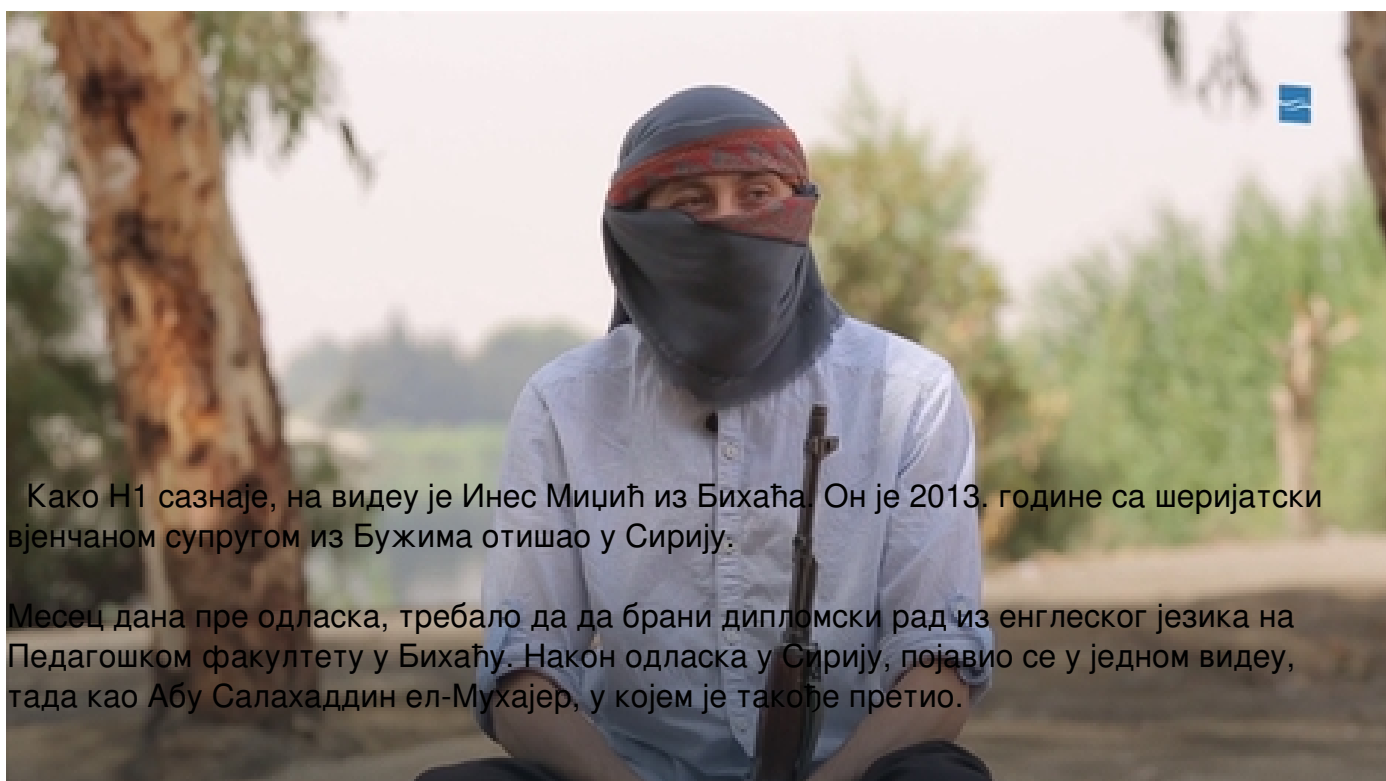 Како Н1 сазнаје, на видеу је Инес Миџић из Бихаћа. Он је 2013. године са шеријатски
вјенчаном супругом из Бужима отишао у Сирију.
Месец дана пре одласка, требало да да брани дипломски рад из енглеског језика на
Педагошком факултету у Бихаћу. Након одласка у Сирију, појавио се у једном видеу,
тада као Абу Салахаддин ел-Мухајер, у којем је такође претио.